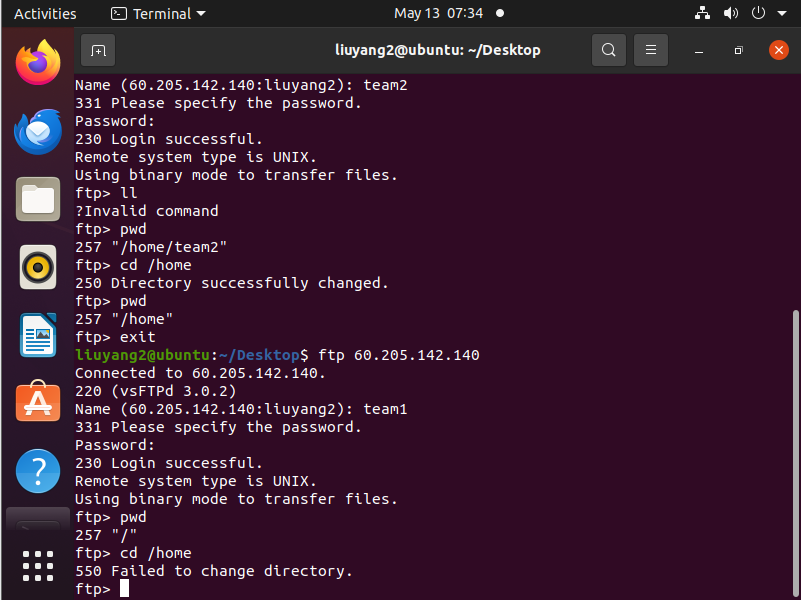 Activities
Terminal
May 13 07:34
liuyang2@ubuntu: ~/Desktop
Name (60.205.142.140:liuyang2): team2
331 Please specify the password.
Password:
230 Login successful.
Remote system type is UNIX.
Using binary mode to transfer files.
ftp> ll
?Invalid command
ftp> pwd
257 "/home/team2"
ftp> cd /home
250 Directory successfully changed.
ftp> pwd
257 "/home"
ftp> exit
liuyang2@ubuntu:~/Desktop$ ftp 60.205.142.140
Connected to 60.205.142.140.
220 (vsFTPd 3.0.2)
Name (60.205.142.140:liuyang2): team1
331 Please specify the password.
Password:
230 Login successful.
Remote system type is UNIX.
Using binary mode to transfer files.
ftp> pwd
257 "/"
ftp> cd /home
550 Failed to change directory.
ftp>